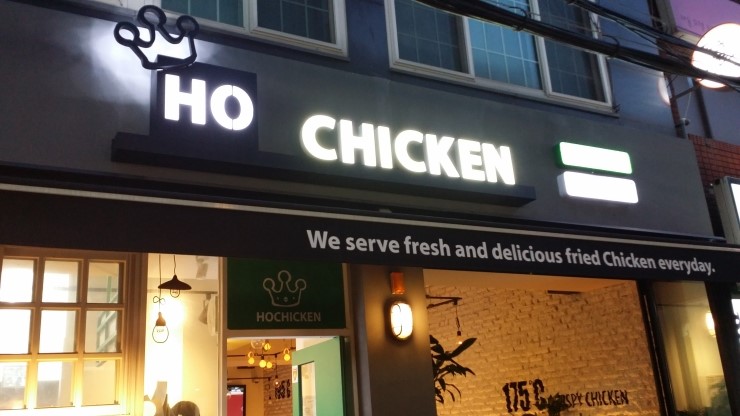 HO CHICKEN
We serve fresh and delicious fried Chicken everyday.
HOCHICKEN
175°C
CHICKEN